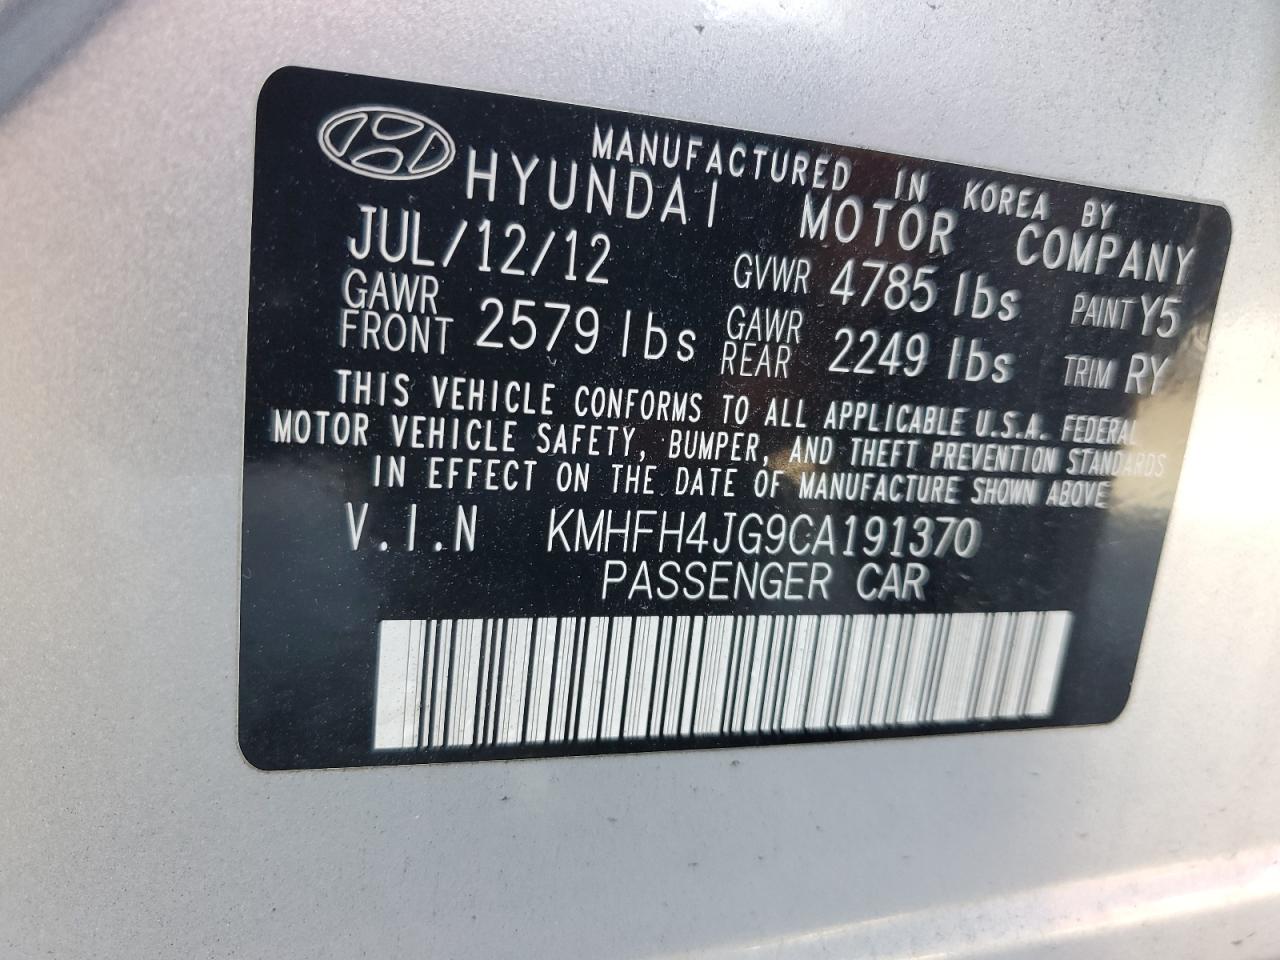 MANUFACTURED IN KOREA BY
HYUNDAI MOTOR COMPANY
JUL/12/12 GVWR 4785 lbs PAINT Y5
GAWR FRONT 2579 lbs GAWR REAR 2249 lbs TRIM RY
THIS VEHICLE CONFORMS TO ALL APPLICABLE U.S.A. FEDERAL
MOTOR VEHICLE SAFETY, BUMPER, AND THEFT PREVENTION STANDARDS
IN EFFECT ON THE DATE OF MANUFACTURE SHOWN ABOVE
V.I.N KMHFH4JG9CA191370
PASSENGER CAR